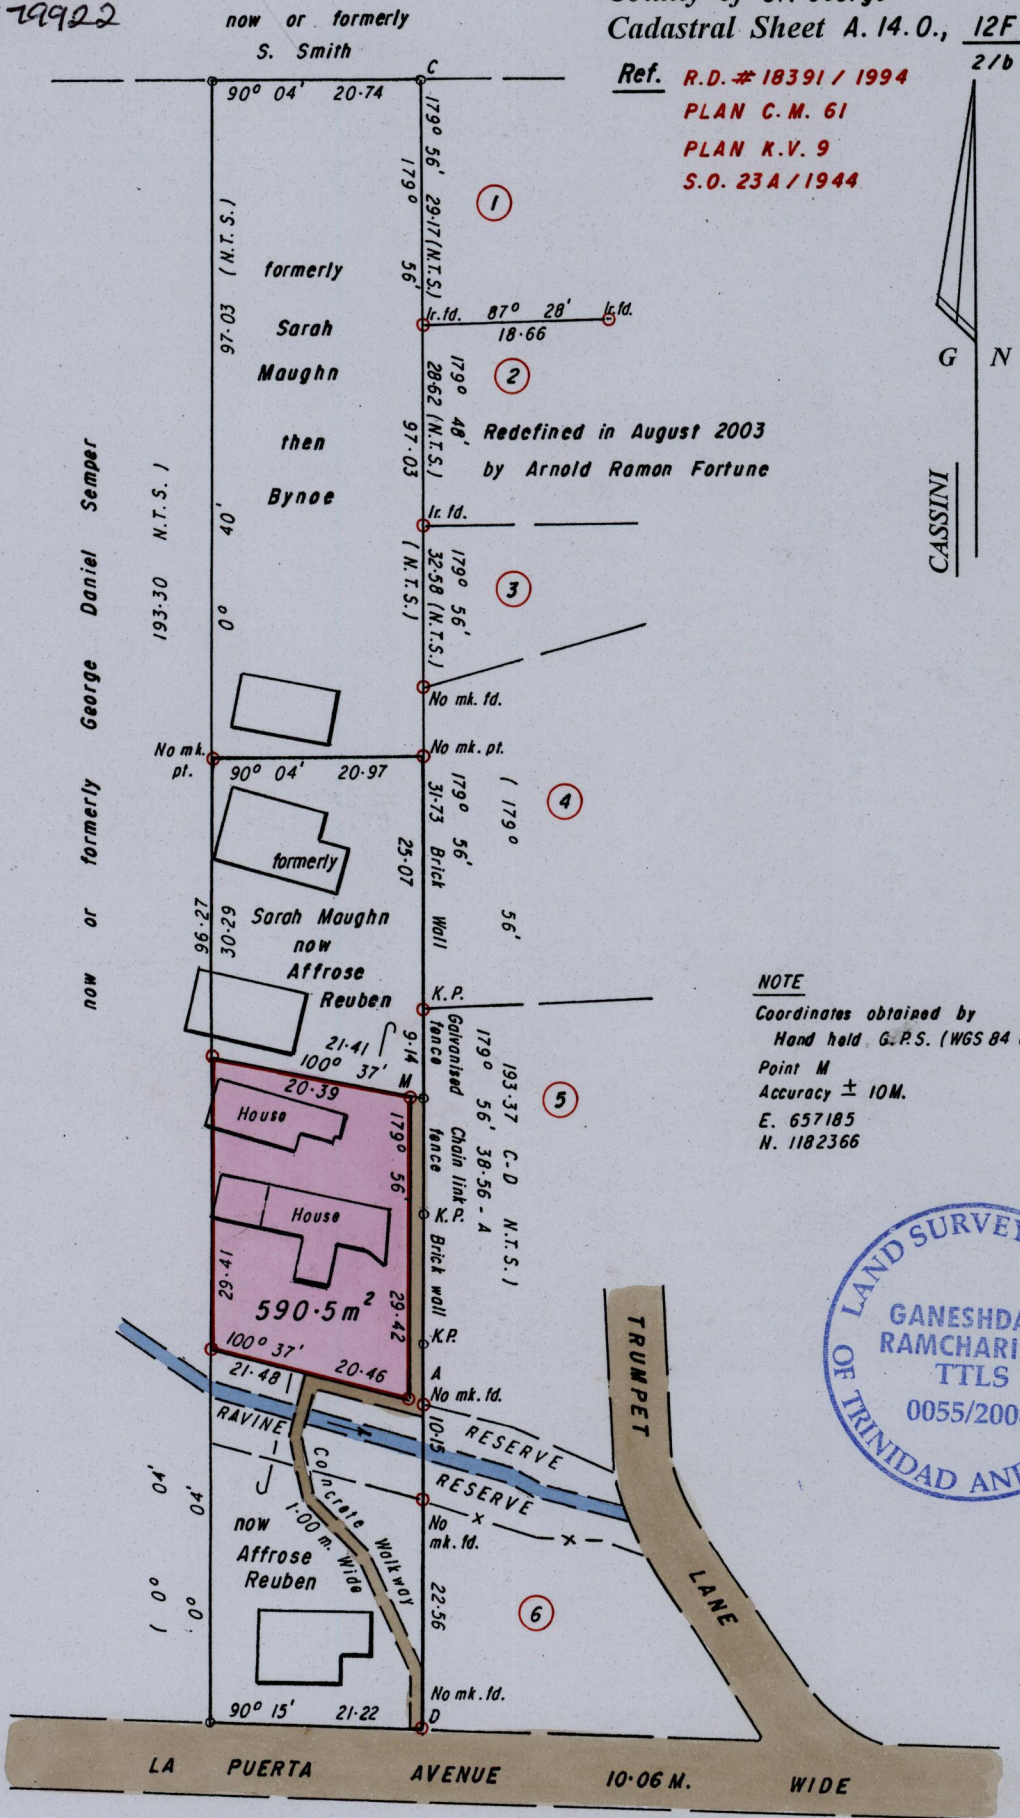 79922
now or formerly
S. Smith
Cadastral Sheet A. 14. O., 12F
2/b
Ref. R.D. # 18391 / 1994
PLAN C.M. 61
PLAN K.V. 9
S.O. 23A / 1944
C
90° 04' 20·74
179° 56' 29·17 (N.T.S.)
179° 56'
97·03 (N.T.S.)
1
formerly
Sarah
Maughn
then
Bynoe
Ir. fd. 87° 28' Ir. fd.
18·66
G N
CASSINI
179° 48'
28·62 (N.T.S.)
97·03
2
Redefined in August 2003
by Arnold Ramon Fortune
0° 40'
193·30 N.T.S. )
now or formerly George Daniel Semper
Ir. fd.
179° 56'
32·58 (N.T.S.)
( N.T.S.)
3
No mk. fd.
No mk.
pt.
No mk. pt.
90° 04' 20·97
179° 56'
31·73 Brick Wall
( 179° 56'
25·07
4
formerly
96·27
30·29
Sarah Maughn
now
Affrose
Reuben
K.P.
NOTE
Coordinates obtained by
Hand held G.P.S. (WGS 84
Point M
Accuracy ± 10M.
E. 657185
N. 1182366
21·41
100° 37'
20·39
9·14
M
Galvanised
fence
Chain link
fence
179° 56' 38·56 - A
193·37 C-D N.T.S. )
5
House
179° 56'
K.P.
House
Brick wall
29·41
29·42
590·5m²
K.P.
100° 37'
21·48
20·46
A
No mk. fd.
TRUMPET
LANE
LAND SURVEY
GANESHDA
RAMCHARI
TTLS
0055/200
OF TRINIDAD AND
RAVINE
10·15
RESERVE
RESERVE
Concrete Walkway
1·00 m. Wide
No
mk. fd.
now
Affrose
Reuben
( 0° 04'
0° 04'
22·56
6
No mk. fd.
D
90° 15' 21·22
LA PUERTA AVENUE 10·06 M. WIDE